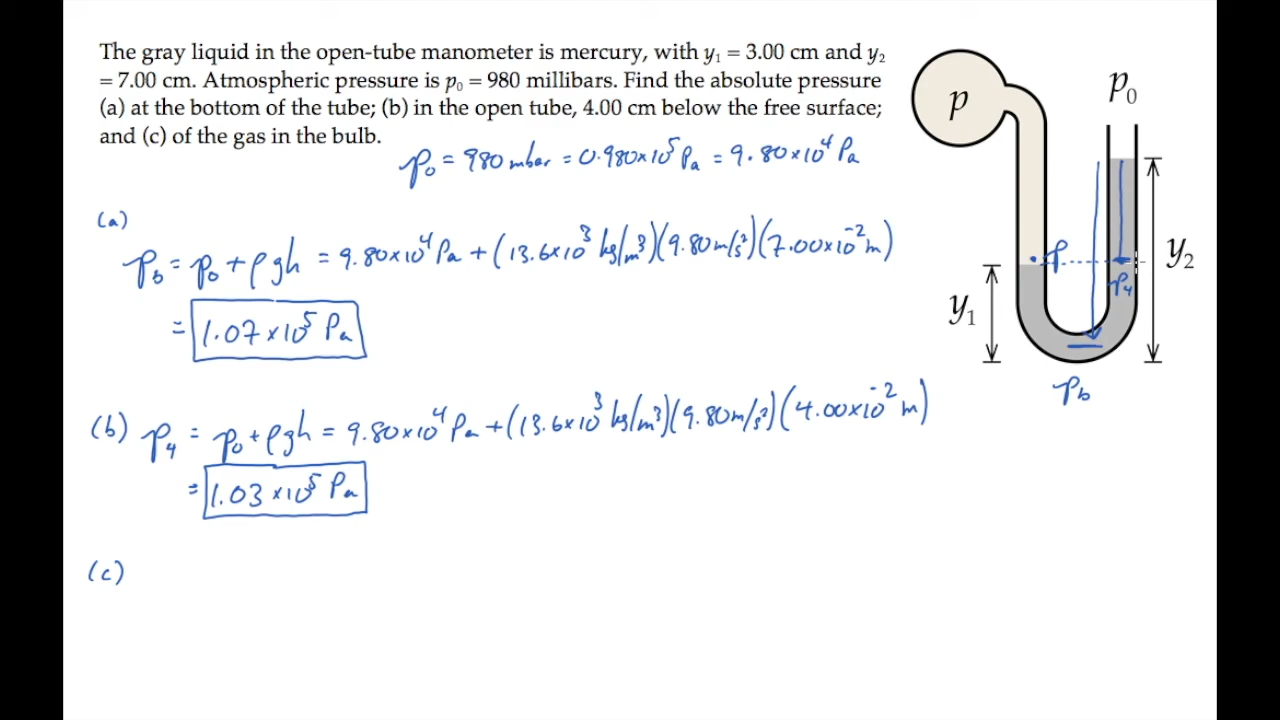 The gray liquid in the open-tube manometer is mercury, with y₁ = 3.00 cm and y₂
= 7.00 cm. Atmospheric pressure is p₀ = 980 millibars. Find the absolute pressure
(a) at the bottom of the tube; (b) in the open tube, 4.00 cm below the free surface;
and (c) of the gas in the bulb.
p₀ = 980 mbar = 0.980×10⁵ Pa = 9.80×10⁴ Pa
(a)
p_b = p₀ + ρgh = 9.80×10⁴ Pa + (13.6×10³ kg/m³)(9.80 m/s²)(7.00×10⁻² m)
= 1.07×10⁵ Pa
(b) p₄ = p₀ + ρgh = 9.80×10⁴ Pa + (13.6×10³ kg/m³)(9.80 m/s²)(4.00×10⁻² m)
= 1.03×10⁵ Pa
(c)
p
p₀
p
p₄
y₁
y₂
p_b